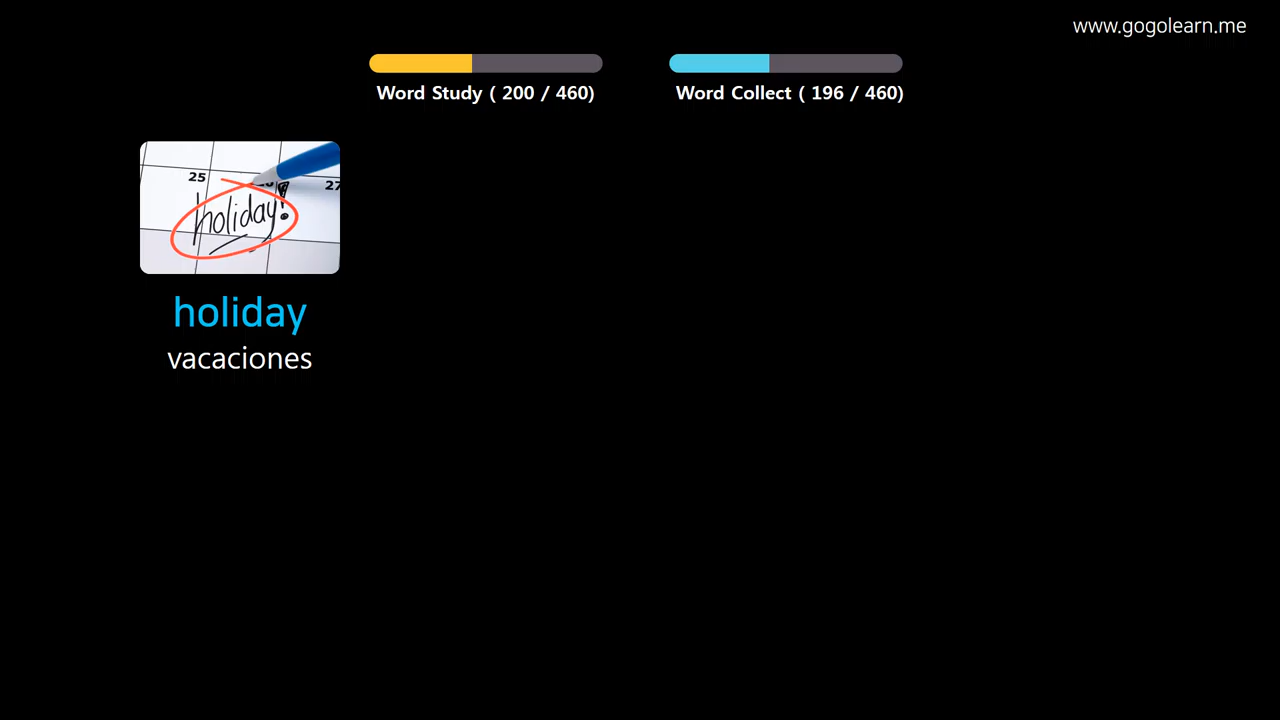 www.gogolearn.me
Word Study ( 200 / 460)
Word Collect ( 196 / 460)
25
27
holiday!
holiday
vacaciones